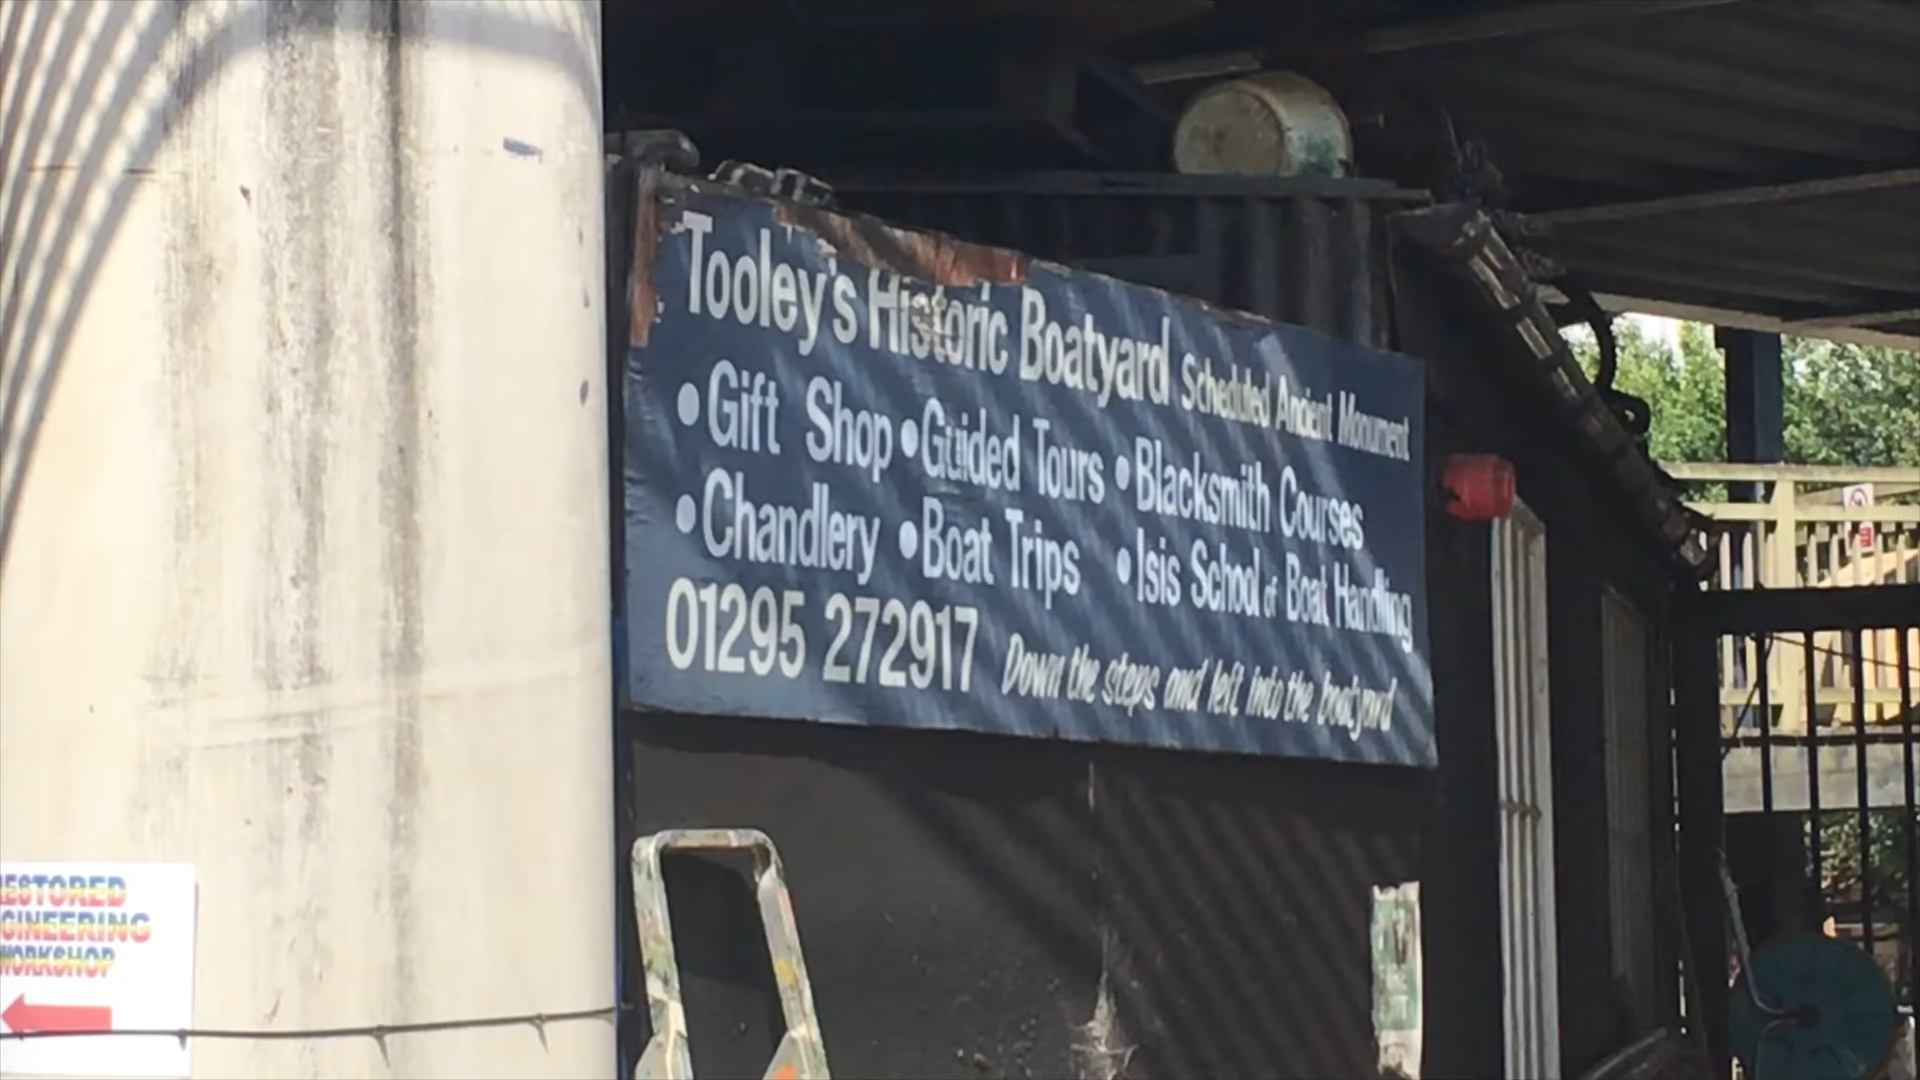 Tooley's Historic Boatyard Scheduled Ancient Monument
•Gift Shop •Guided Tours •Blacksmith Courses
•Chandlery •Boat Trips •Isis School of Boat Handling
01295 272917 Down the steps and left into the boatyard
ESTORED
GINEERING
WORKSHOP